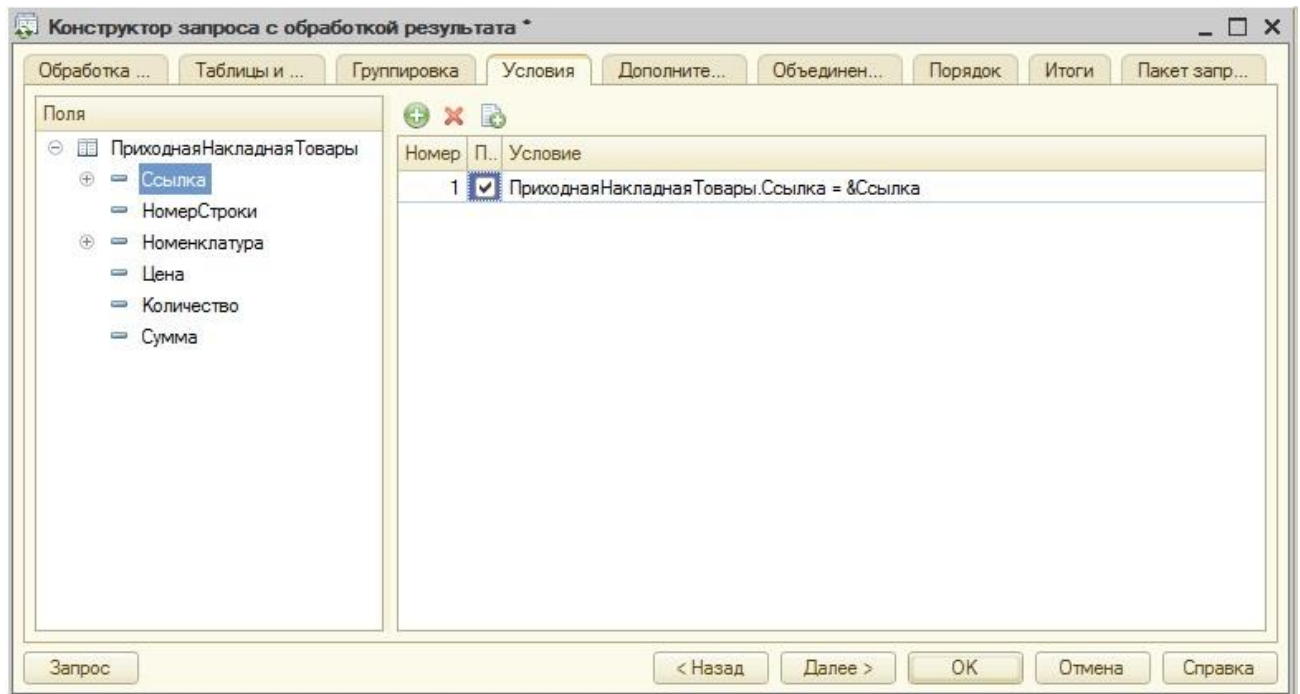 Конструктор запроса с обработкой результата *
Обработка ... Таблицы и ... Группировка Условия Дополните... Объединен... Порядок Итоги Пакет запр...
Поля
ПриходнаяНакладнаяТовары
Ссылка
НомерСтроки
Номенклатура
Цена
Количество
Сумма
Номер П.. Условие
1 ПриходнаяНакладнаяТовары.Ссылка = &Ссылка
Запрос < Назад Далее > OK Отмена Справка